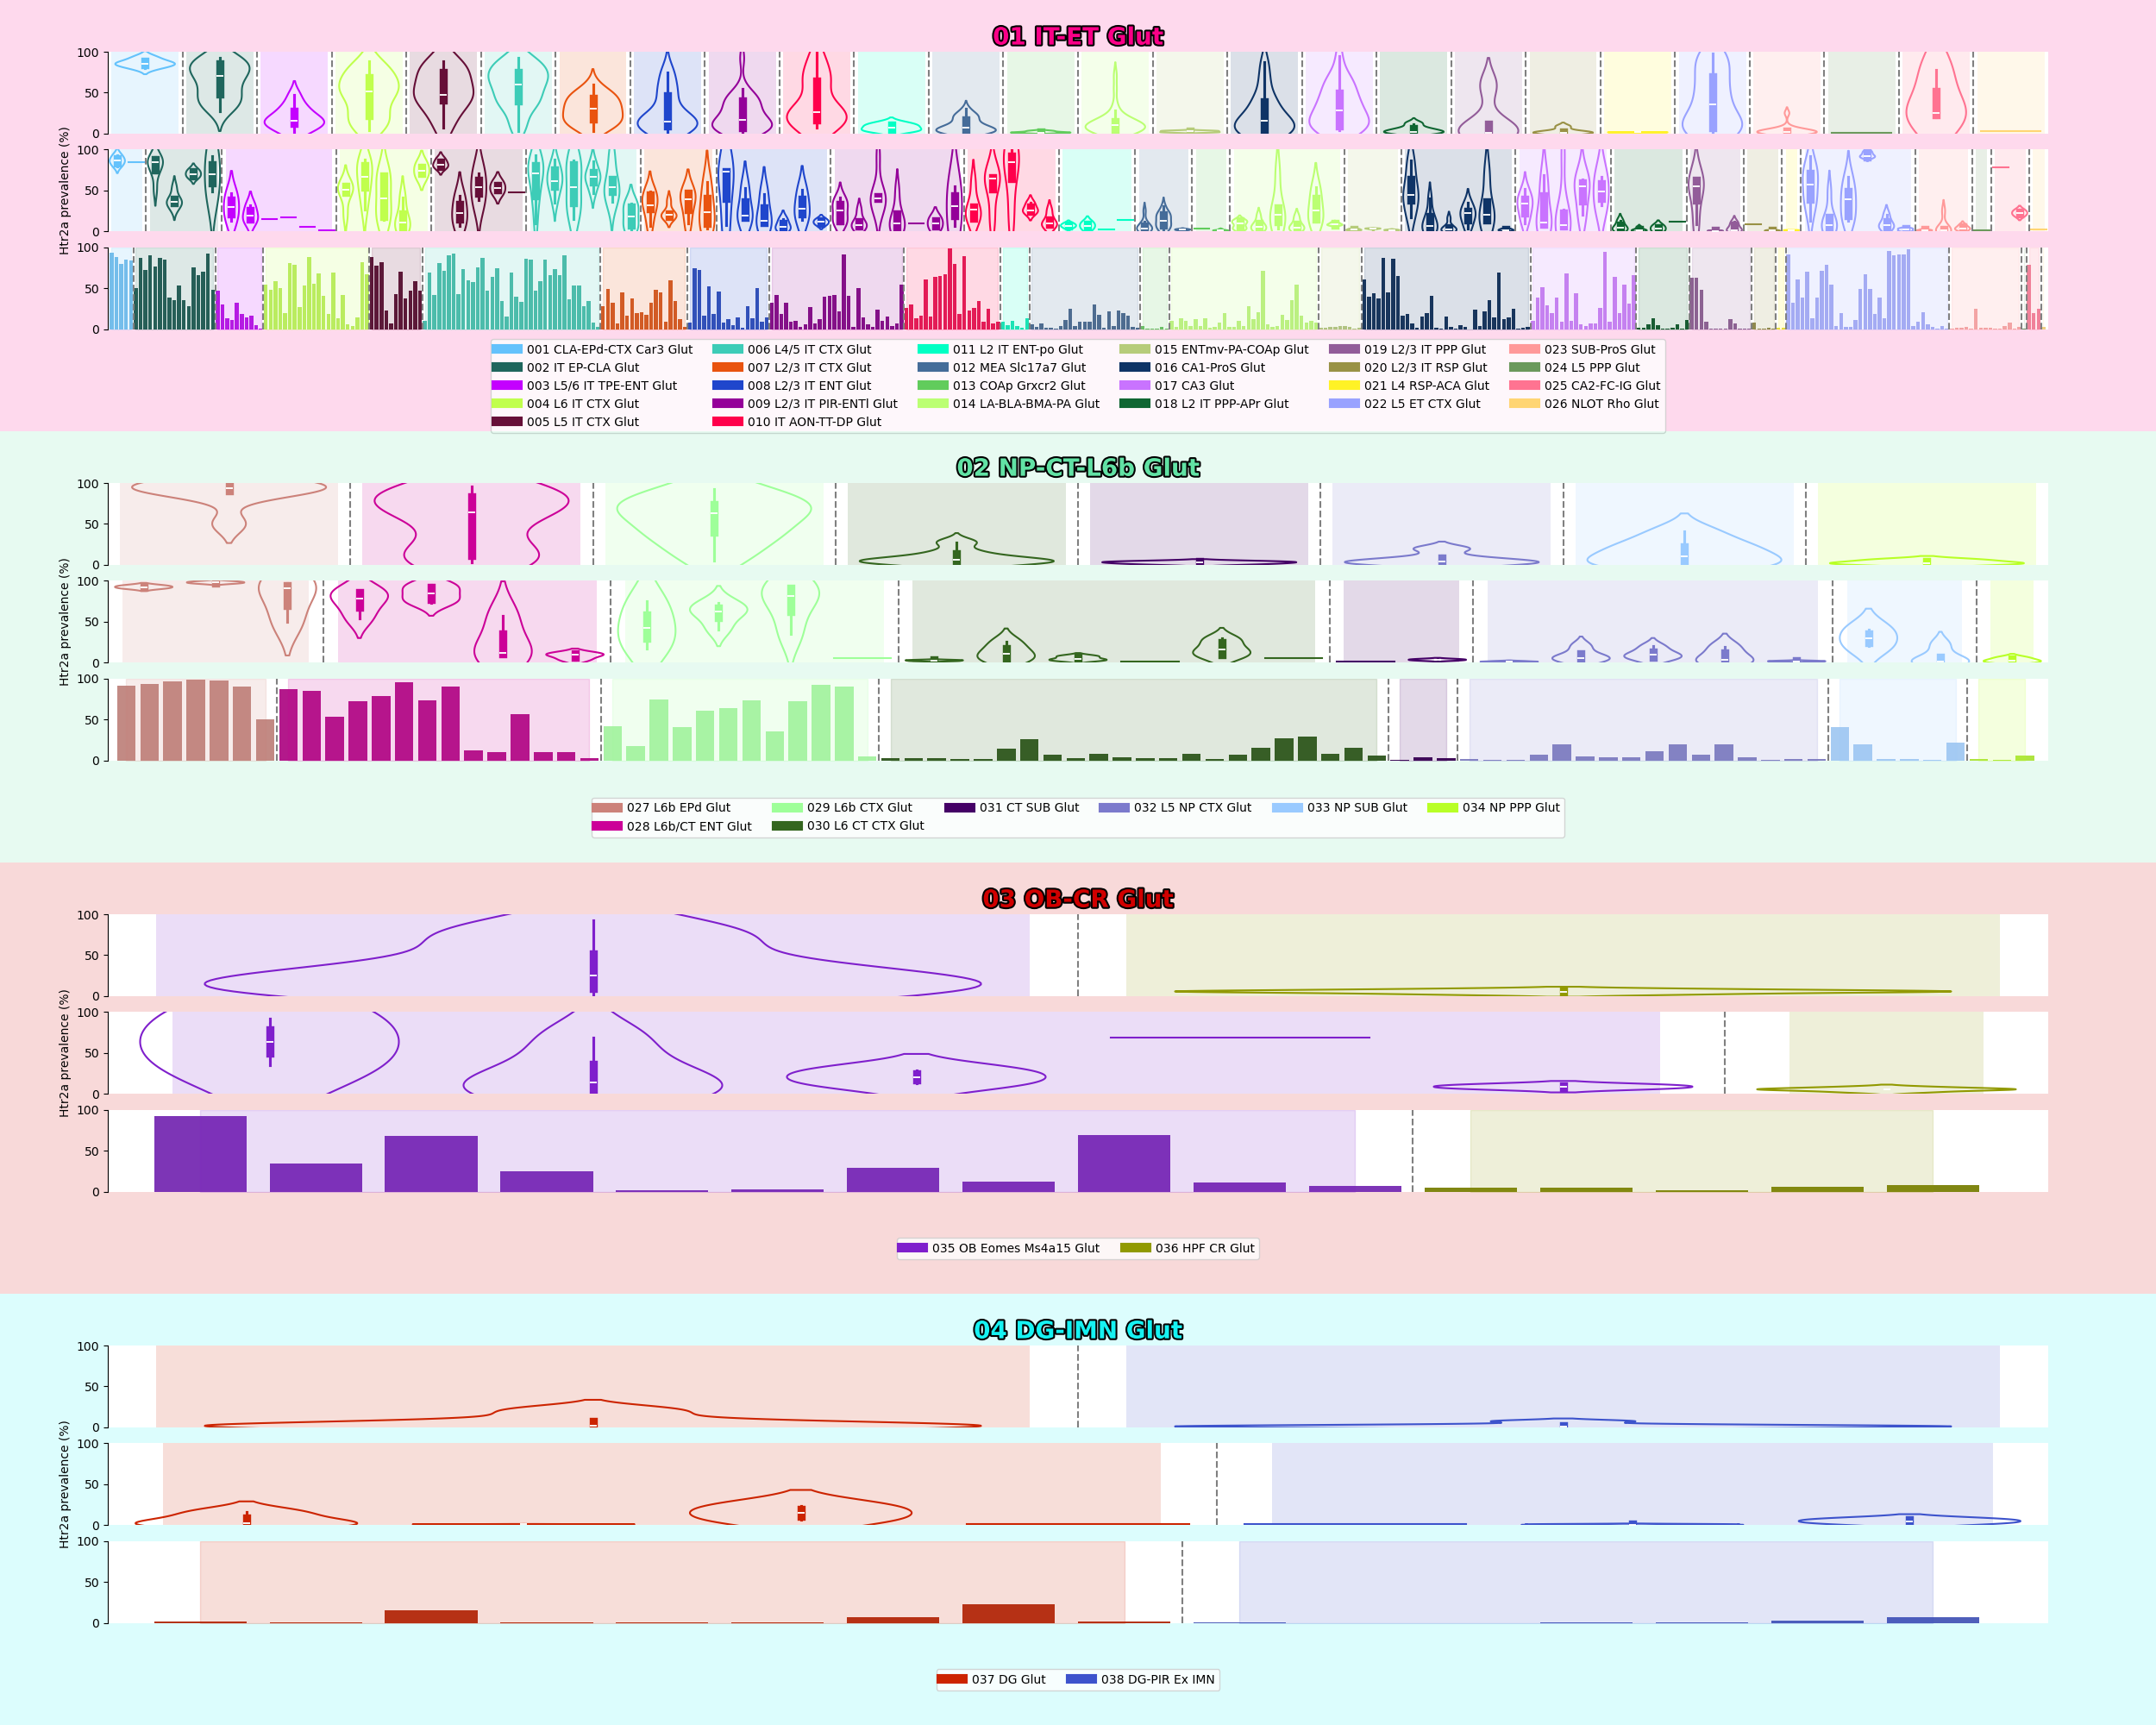 01 IT-ET Glut
100
50
0
100
50
0
100
50
0
Htr2a prevalence (%)
001 CLA-EPd-CTX Car3 Glut
002 IT EP-CLA Glut
003 L5/6 IT TPE-ENT Glut
004 L6 IT CTX Glut
005 L5 IT CTX Glut
006 L4/5 IT CTX Glut
007 L2/3 IT CTX Glut
008 L2/3 IT ENT Glut
009 L2/3 IT PIR-ENTl Glut
010 IT AON-TT-DP Glut
011 L2 IT ENT-po Glut
012 MEA Slc17a7 Glut
013 COAp Grxcr2 Glut
014 LA-BLA-BMA-PA Glut
015 ENTmv-PA-COAp Glut
016 CA1-ProS Glut
017 CA3 Glut
018 L2 IT PPP-APr Glut
019 L2/3 IT PPP Glut
020 L2/3 IT RSP Glut
021 L4 RSP-ACA Glut
022 L5 ET CTX Glut
023 SUB-ProS Glut
024 L5 PPP Glut
025 CA2-FC-IG Glut
026 NLOT Rho Glut
02 NP-CT-L6b Glut
100
50
0
100
50
0
100
50
0
Htr2a prevalence (%)
027 L6b EPd Glut
028 L6b/CT ENT Glut
029 L6b CTX Glut
030 L6 CT CTX Glut
031 CT SUB Glut
032 L5 NP CTX Glut
033 NP SUB Glut
034 NP PPP Glut
03 OB-CR Glut
100
50
0
100
50
0
100
50
0
Htr2a prevalence (%)
035 OB Eomes Ms4a15 Glut
036 HPF CR Glut
04 DG-IMN Glut
100
50
0
100
50
0
100
50
0
Htr2a prevalence (%)
037 DG Glut
038 DG-PIR Ex IMN